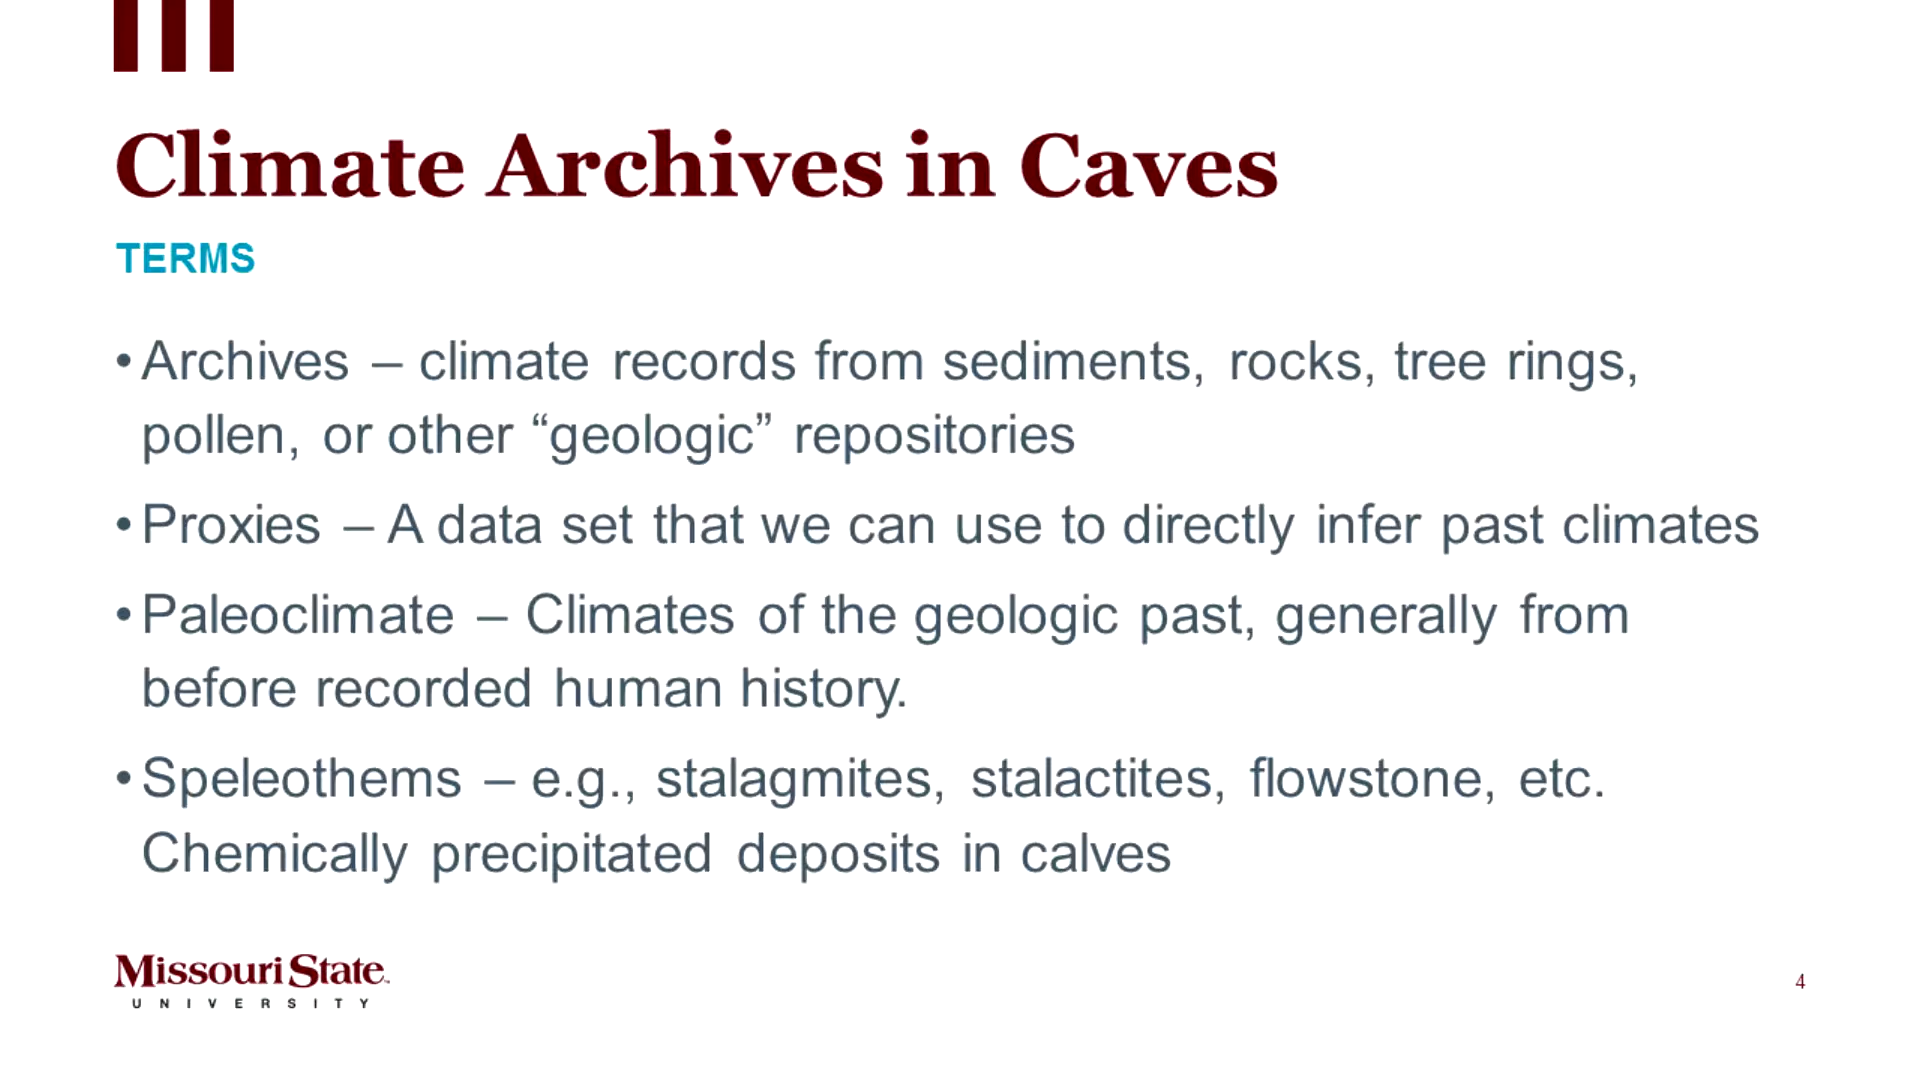 Climate Archives in Caves
TERMS
• Archives – climate records from sediments, rocks, tree rings,
pollen, or other “geologic” repositories
• Proxies – A data set that we can use to directly infer past climates
• Paleoclimate – Climates of the geologic past, generally from
before recorded human history.
• Speleothems – e.g., stalagmites, stalactites, flowstone, etc.
Chemically precipitated deposits in calves
Missouri State
UNIVERSITY
4